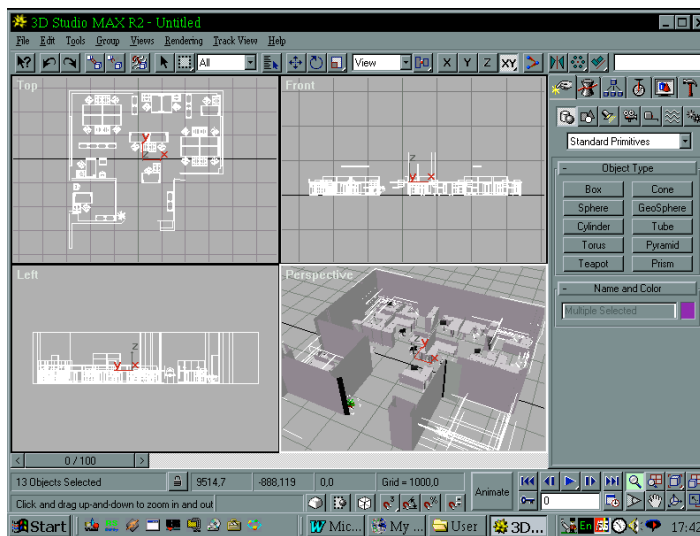 3D Studio MAX R2 - Untitled
File Edit Tools Group Views Rendering Track View Help
All View X Y Z XY
Top Front
y z x
z y x
Left Perspective
z y x
y z x
Standard Primitives
- Object Type
Box Cone
Sphere GeoSphere
Cylinder Tube
Torus Pyramid
Teapot Prism
- Name and Color
Multiple Selected
< 0 / 100 >
13 Objects Selected 9514,7 -888,119 0,0 Grid = 1000,0 Animate
Click and drag up-and-down to zoom in and out 0
Start Mic... My ... User 3D... En 17:42